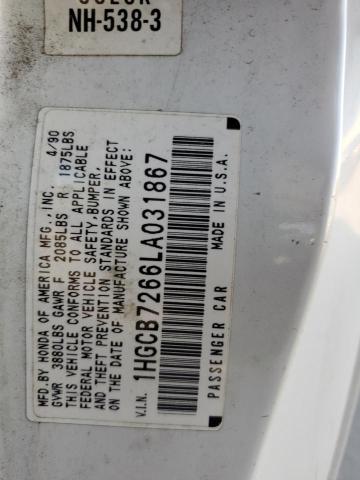 COLOR
NH-538-3
MFD.BY HONDA OF AMERICA MFG.,INC. 4/90
GVWR 3880LBS GAWR F 2085LBS R 1875LBS
THIS VEHICLE CONFORMS TO ALL APPLICABLE
FEDERAL MOTOR VEHICLE SAFETY,BUMPER,
AND THEFT PREVENTION STANDARDS IN EFFECT
ON THE DATE OF MANUFACTURE SHOWN ABOVE.
V.I.N. 1HGCB7266LA031867
PASSENGER CAR MADE IN U.S.A.